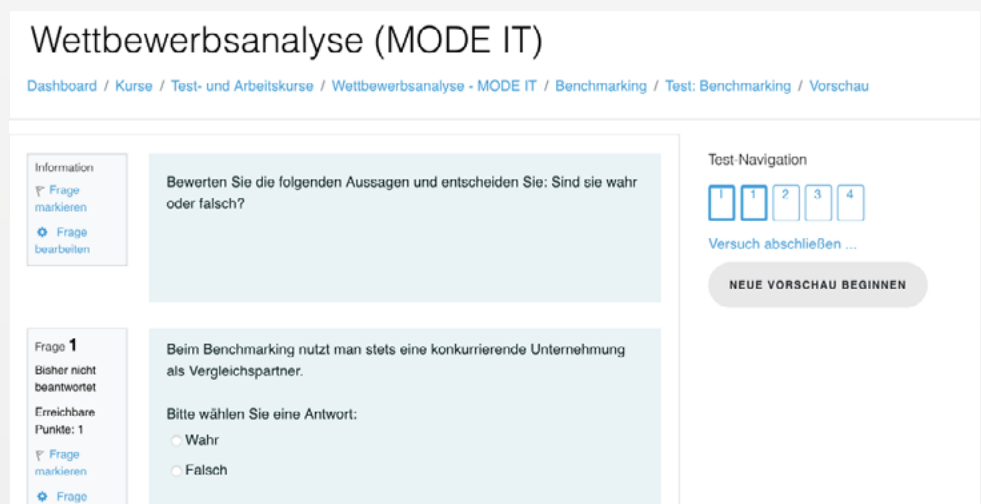 Wettbewerbsanalyse (MODE IT)
Dashboard / Kurse / Test- und Arbeitskurse / Wettbewerbsanalyse - MODE IT / Benchmarking / Test: Benchmarking / Vorschau
Information
Frage
markieren
Frage
bearbeiten
Bewerten Sie die folgenden Aussagen und entscheiden Sie: Sind sie wahr
oder falsch?
Test-Navigation
I 1 2 3 4
Versuch abschließen ...
NEUE VORSCHAU BEGINNEN
Frage 1
Bisher nicht
beantwortet
Erreichbare
Punkte: 1
Frage
markieren
Frage
Beim Benchmarking nutzt man stets eine konkurrierende Unternehmung
als Vergleichspartner.
Bitte wählen Sie eine Antwort:
Wahr
Falsch